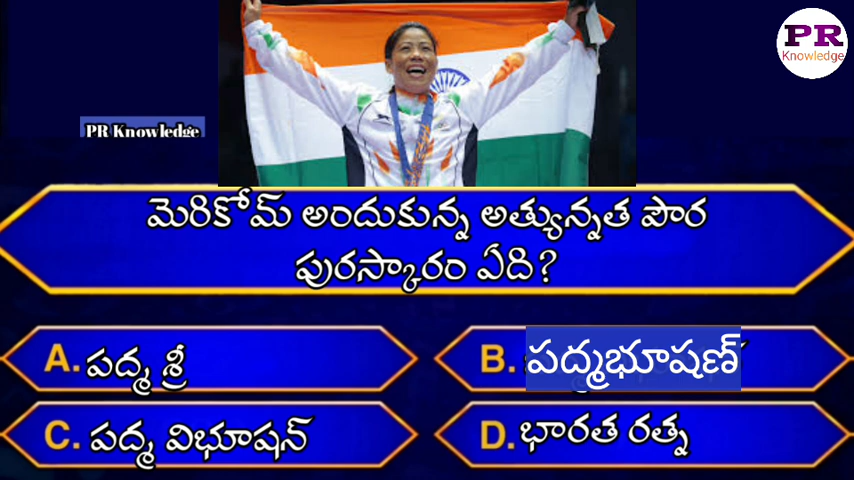 PR
Knowledge
PR Knowledge
మెరికోమ్ అందుకున్న అత్యున్నత పౌర
పురస్కారం ఏది?
A. పద్మ శ్రీ
B. పద్మభూషణ్
C. పద్మ విభూషన్
D. భారత రత్న